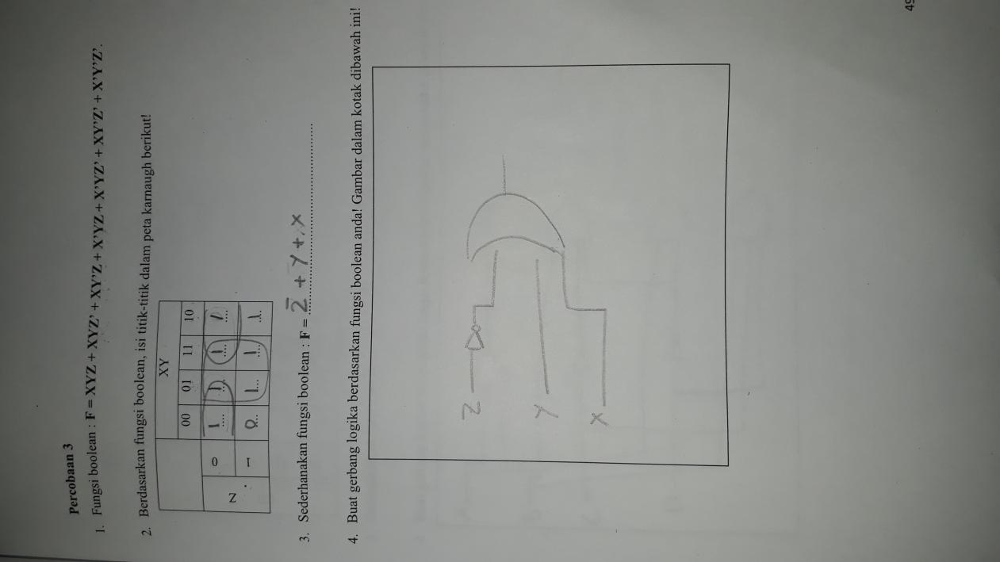 Percobaan 3
1. Fungsi boolean : F = XYZ + XYZ' + XY'Z + X'YZ + X'YZ' + XY'Z' + X'Y'Z'.
2. Berdasarkan fungsi boolean, isi titik-titik dalam peta karnaugh berikut!
XY
00 01 11 10
Z 0 1 1 1 1
1 0 1 1 1
3. Sederhanakan fungsi boolean : F = Z̅ + Y + X
4. Buat gerbang logika berdasarkan fungsi boolean anda! Gambar dalam kotak dibawah ini!
Z
Y
X